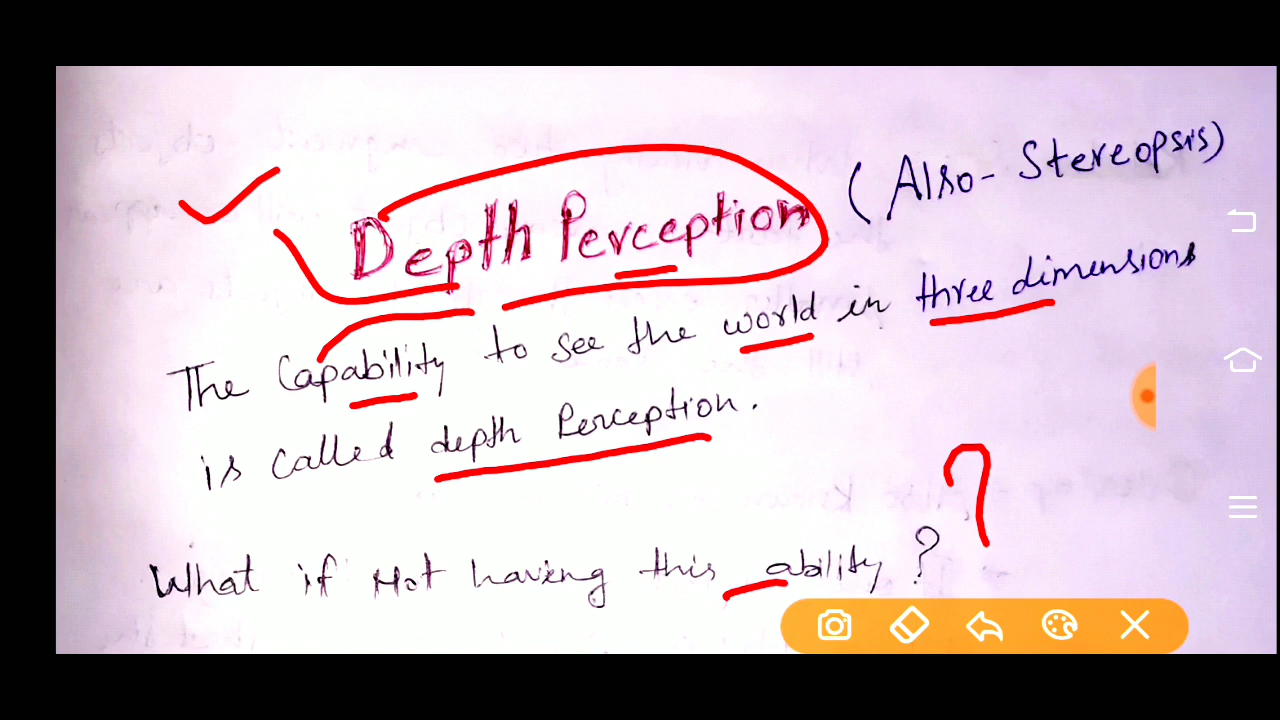 Depth Perception (Also - Stereopsis)
The Capability to see the world in three dimensions
is called depth Perception.
What if Not having this ability ?